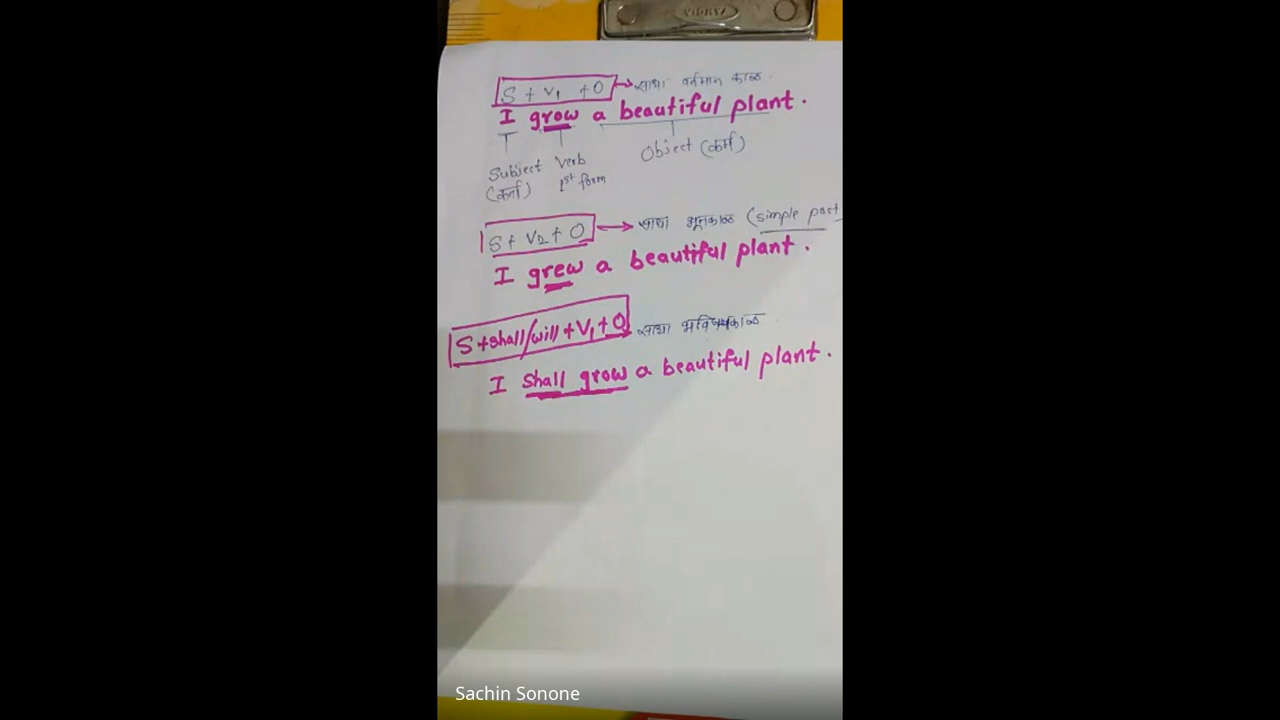 S + V₁ + O → साधा वर्तमान काळ.
I grow a beautiful plant.
Subject Verb Object (कर्म)
(कर्ता) 1st form
S + V₂ + O → साधा भूतकाळ (simple past
I grew a beautiful plant.
S + shall/will + V₁ + O साधा भविष्यकाळ
I shall grow a beautiful plant.
Sachin Sonone